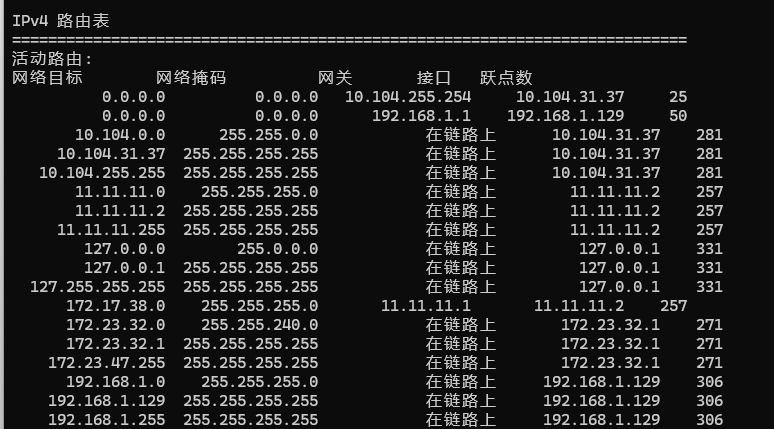 IPv4 路由表
===========================================================================
活动路由:
网络目标        网络掩码          网关       接口   跃点数
          0.0.0.0          0.0.0.0   10.104.255.254     10.104.31.37     25
          0.0.0.0          0.0.0.0      192.168.1.1    192.168.1.129     50
       10.104.0.0      255.255.0.0            在链路上      10.104.31.37    281
     10.104.31.37  255.255.255.255            在链路上      10.104.31.37    281
   10.104.255.255  255.255.255.255            在链路上      10.104.31.37    281
       11.11.11.0    255.255.255.0            在链路上        11.11.11.2    257
       11.11.11.2  255.255.255.255            在链路上        11.11.11.2    257
     11.11.11.255  255.255.255.255            在链路上        11.11.11.2    257
        127.0.0.0        255.0.0.0            在链路上         127.0.0.1    331
        127.0.0.1  255.255.255.255            在链路上         127.0.0.1    331
  127.255.255.255  255.255.255.255            在链路上         127.0.0.1    331
      172.17.38.0    255.255.255.0       11.11.11.1       11.11.11.2    257
      172.23.32.0    255.255.240.0            在链路上       172.23.32.1    271
      172.23.32.1  255.255.255.255            在链路上       172.23.32.1    271
    172.23.47.255  255.255.255.255            在链路上       172.23.32.1    271
      192.168.1.0    255.255.255.0            在链路上     192.168.1.129    306
    192.168.1.129  255.255.255.255            在链路上     192.168.1.129    306
    192.168.1.255  255.255.255.255            在链路上     192.168.1.129    306